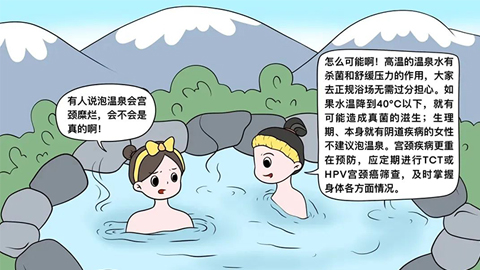 有人说泡温泉会宫
颈糜烂，会不会是
真的啊！
怎么可能啊！高温的温泉水有
杀菌和舒缓压力的作用，大家
去正规浴场无需过分担心。如
果水温降到40°C以下，就有
可能造成真菌的滋生；生理
期、本身就有阴道疾病的女性
不建议泡温泉。宫颈疾病更重
在预防，应定期进行TCT或
HPV宫颈癌筛查，及时掌握
身体各方面情况。